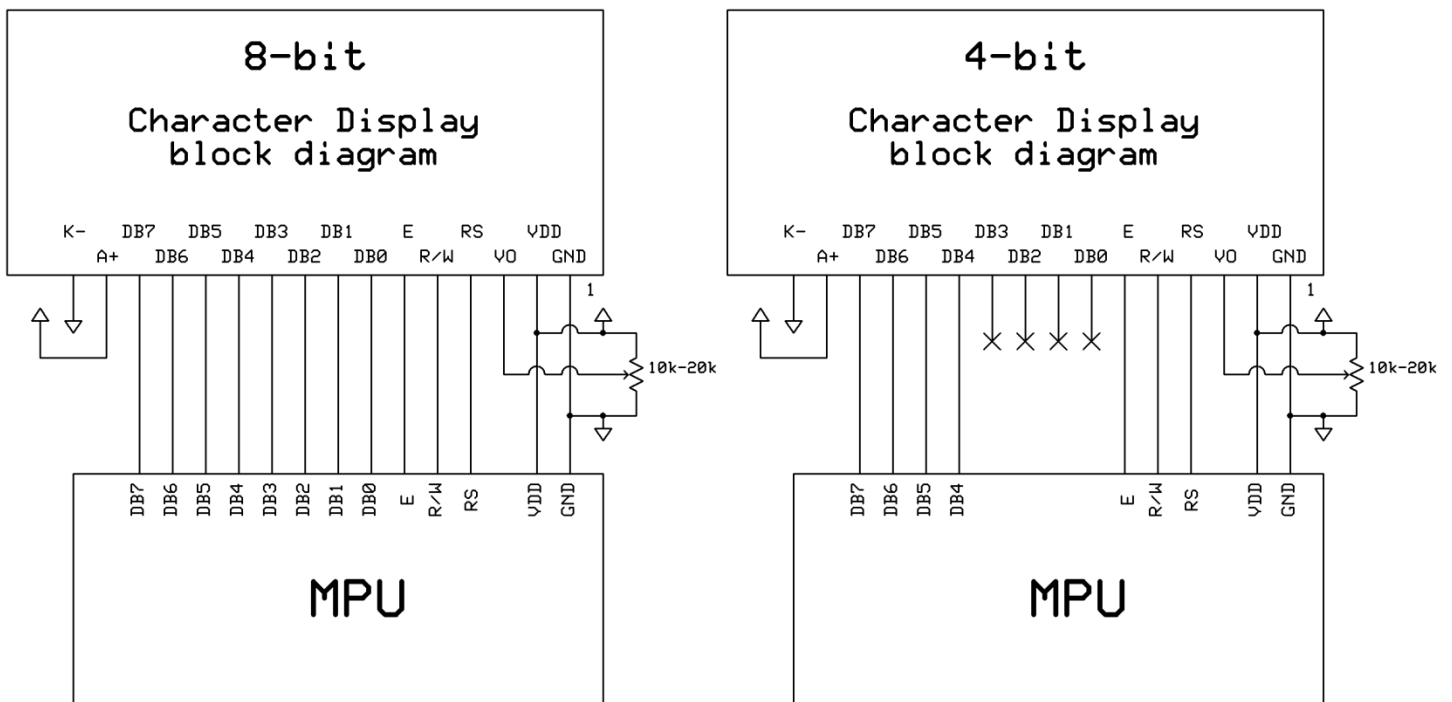 8-bit
Character Display
block diagram
K- DB7 DB5 DB3 DB1 E RS VDD
A+ DB6 DB4 DB2 DB0 R/W VO GND
1
10k-20k
DB7 DB6 DB5 DB4 DB3 DB2 DB1 DB0 E R/W RS VDD GND
MPU
4-bit
Character Display
block diagram
K- DB7 DB5 DB3 DB1 E RS VDD
A+ DB6 DB4 DB2 DB0 R/W VO GND
1
10k-20k
DB7 DB6 DB5 DB4 E R/W RS VDD GND
MPU